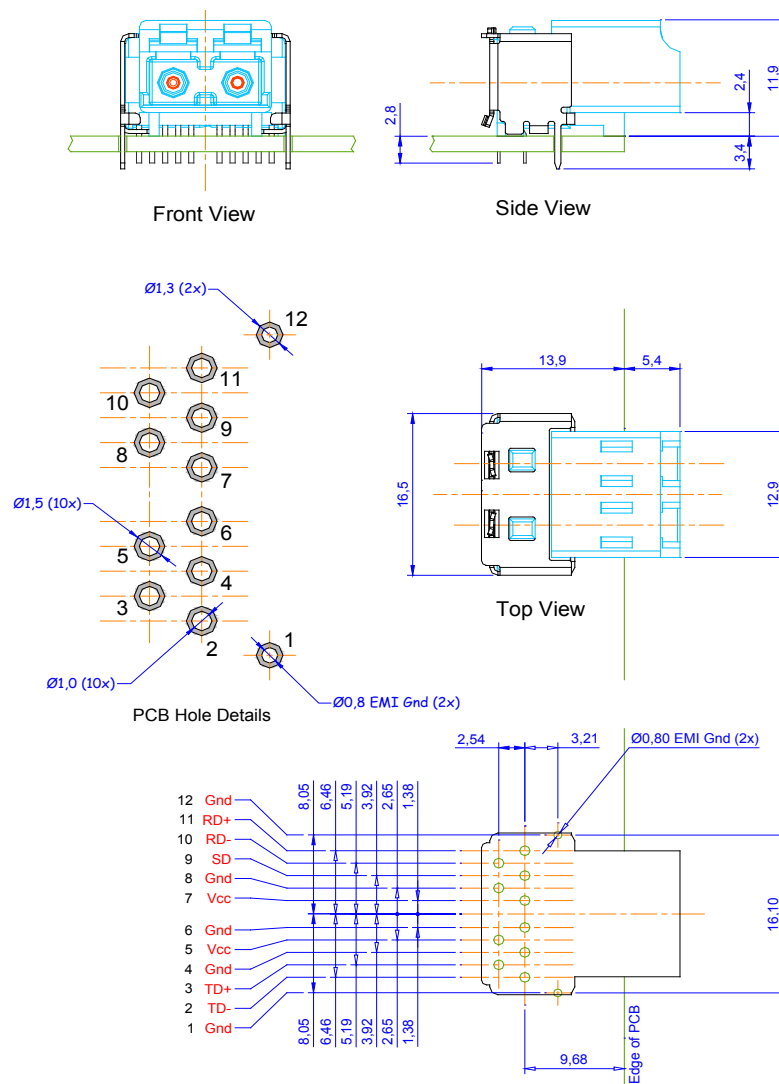 11,9
2,4
2,8
3,4
Front View
Side View
Ø1,3 (2x)
12
11
10
9
8
7
Ø1,5 (10x)
6
5
4
3
2
1
Ø1,0 (10x)
Ø0,8 EMI Gnd (2x)
PCB Hole Details
13,9
5,4
16,5
12,9
Top View
2,54
3,21
Ø0,80 EMI Gnd (2x)
8,05
6,46
5,19
3,92
2,65
1,38
12 Gnd
11 RD+
10 RD-
9 SD
8 Gnd
7 Vcc
6 Gnd
5 Vcc
4 Gnd
3 TD+
2 TD-
1 Gnd
8,05
6,46
5,19
3,92
2,65
1,38
16,10
9,68
Edge of PCB